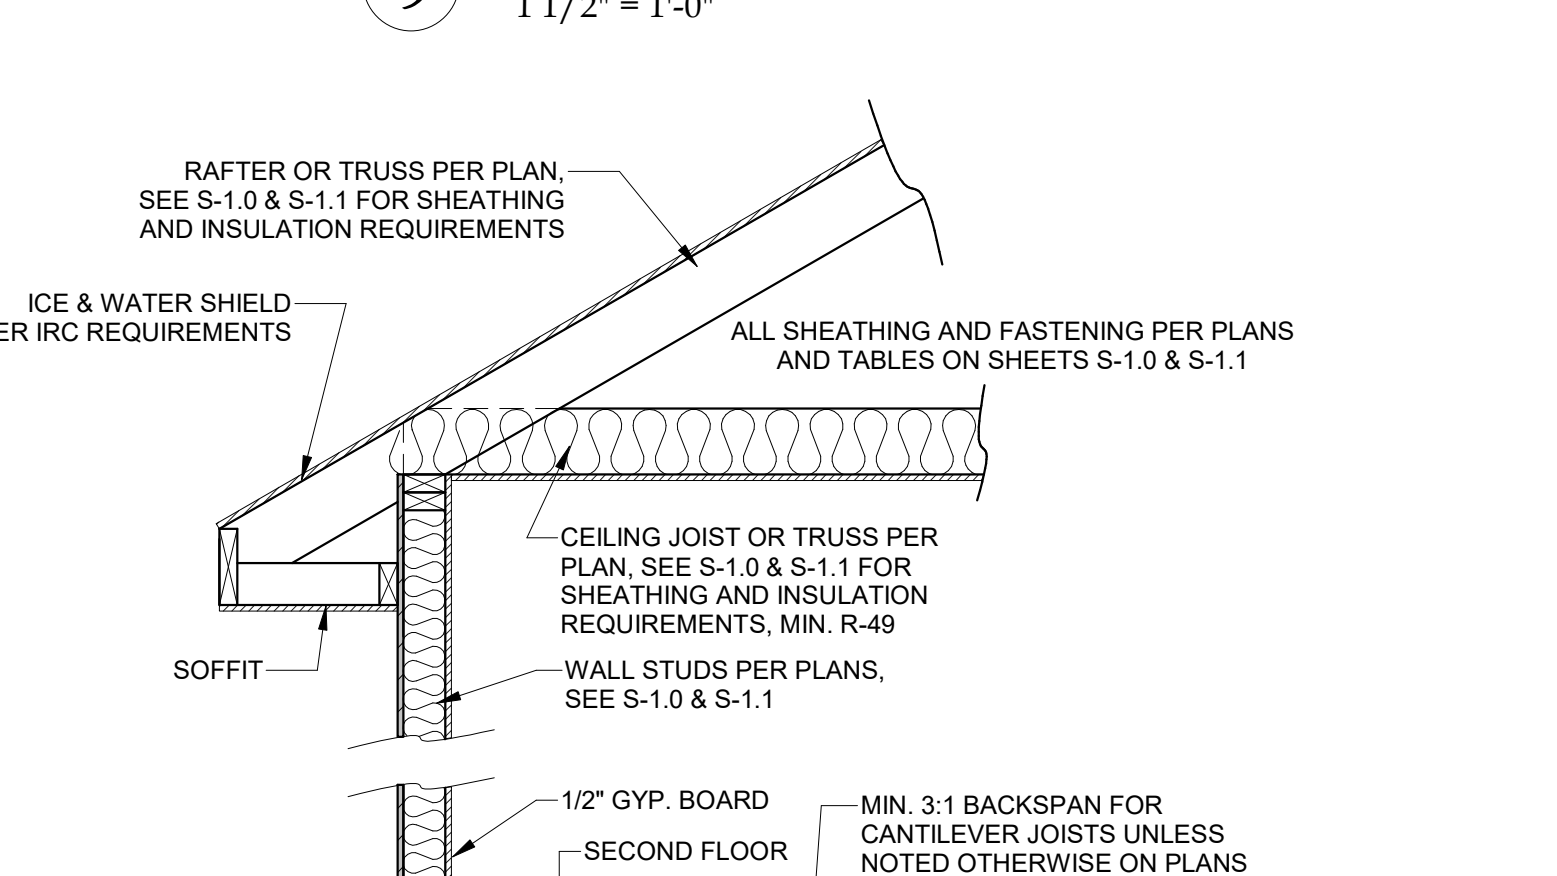 1 1/2" = 1'-0"
RAFTER OR TRUSS PER PLAN,
SEE S-1.0 & S-1.1 FOR SHEATHING
AND INSULATION REQUIREMENTS
ICE & WATER SHIELD
IRC REQUIREMENTS
ALL SHEATHING AND FASTENING PER PLANS
AND TABLES ON SHEETS S-1.0 & S-1.1
CEILING JOIST OR TRUSS PER
PLAN, SEE S-1.0 & S-1.1 FOR
SHEATHING AND INSULATION
REQUIREMENTS, MIN. R-49
SOFFIT
WALL STUDS PER PLANS,
SEE S-1.0 & S-1.1
1/2" GYP. BOARD
SECOND FLOOR
MIN. 3:1 BACKSPAN FOR
CANTILEVER JOISTS UNLESS
NOTED OTHERWISE ON PLANS